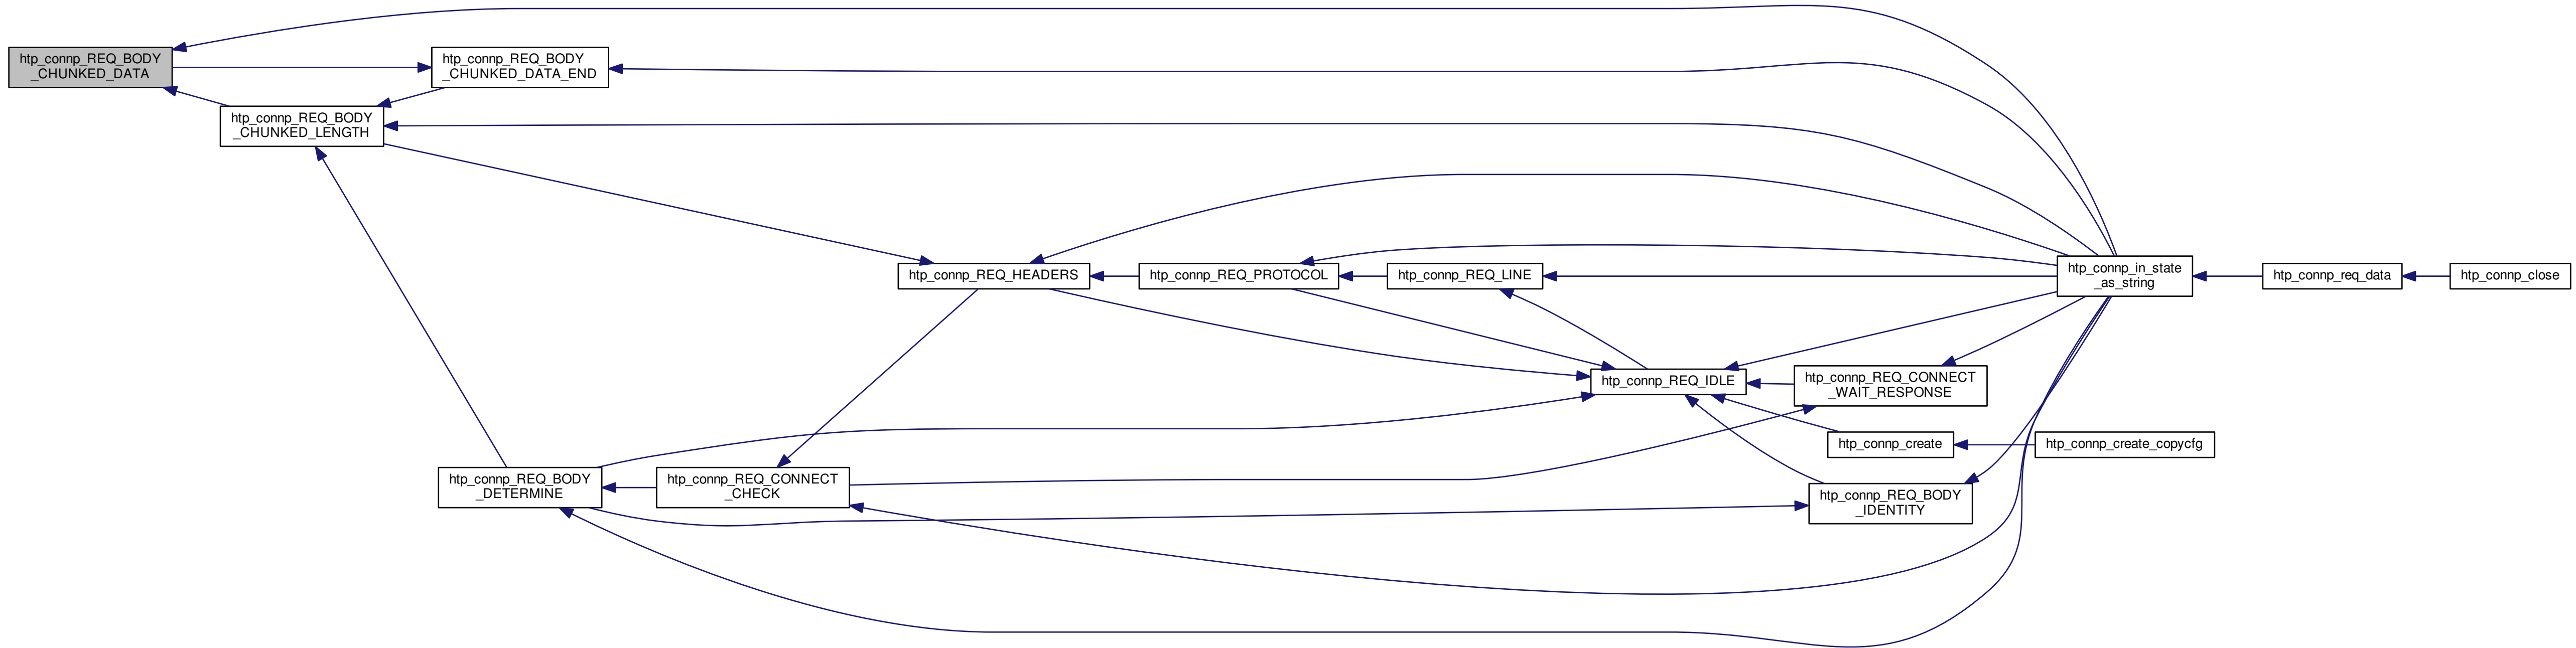 htp_connp_REQ_BODY
_CHUNKED_DATA
htp_connp_REQ_BODY
_CHUNKED_DATA_END
htp_connp_REQ_BODY
_CHUNKED_LENGTH
htp_connp_REQ_HEADERS
htp_connp_REQ_PROTOCOL
htp_connp_REQ_LINE
htp_connp_in_state
_as_string
htp_connp_req_data
htp_connp_close
htp_connp_REQ_IDLE
htp_connp_REQ_CONNECT
_WAIT_RESPONSE
htp_connp_create
htp_connp_create_copycfg
htp_connp_REQ_BODY
_DETERMINE
htp_connp_REQ_CONNECT
_CHECK
htp_connp_REQ_BODY
_IDENTITY